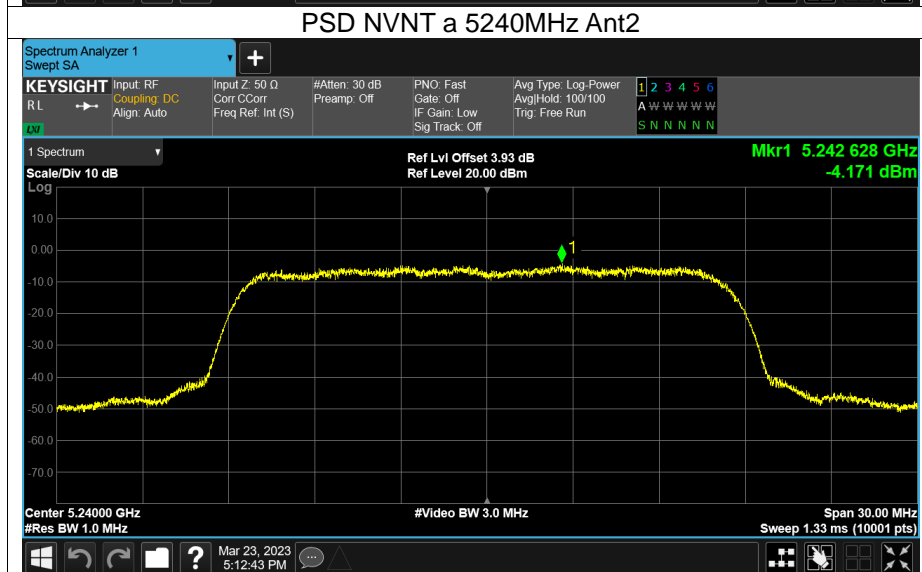 PSD NVNT a 5240MHz Ant2
Spectrum Analyzer 1
Swept SA
+
KEYSIGHT
R L
LXI
Input: RF
Coupling: DC
Align: Auto
Input Z: 50 Ω
Corr CCorr
Freq Ref: Int (S)
#Atten: 30 dB
Preamp: Off
PNO: Fast
Gate: Off
IF Gain: Low
Sig Track: Off
Avg Type: Log-Power
Avg|Hold: 100/100
Trig: Free Run
1 2 3 4 5 6
A W W W W W
S N N N N N
1 Spectrum
Scale/Div 10 dB
Log
Ref Lvl Offset 3.93 dB
Ref Level 20.00 dBm
Mkr1 5.242 628 GHz
-4.171 dBm
10.0
0.00
-10.0
-20.0
-30.0
-40.0
-50.0
-60.0
-70.0
1
Center 5.24000 GHz
#Res BW 1.0 MHz
#Video BW 3.0 MHz
Span 30.00 MHz
Sweep 1.33 ms (10001 pts)
?
Mar 23, 2023
5:12:43 PM